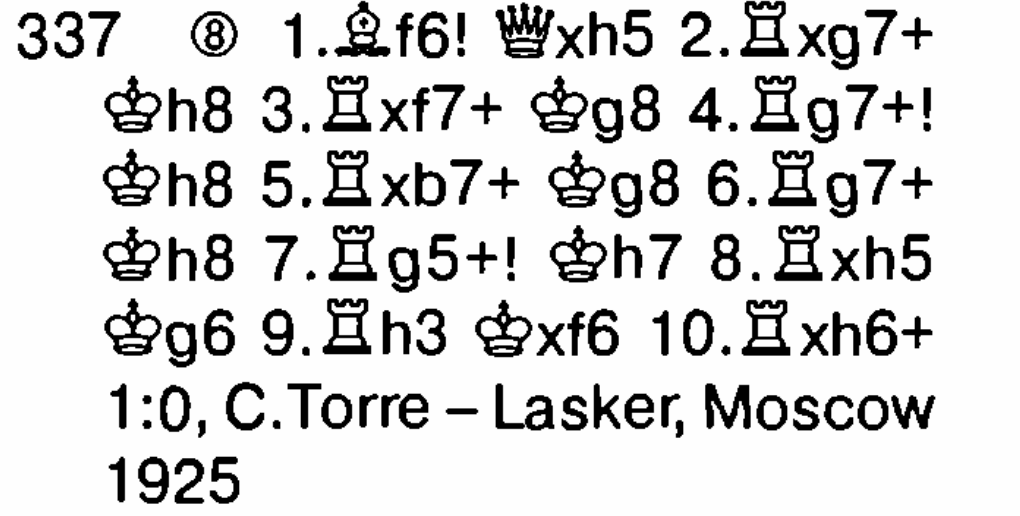 337 ⑧ 1.♗f6! ♕xh5 2.♖xg7+
♔h8 3.♖xf7+ ♔g8 4.♖g7+!
♔h8 5.♖xb7+ ♔g8 6.♖g7+
♔h8 7.♖g5+! ♔h7 8.♖xh5
♔g6 9.♖h3 ♔xf6 10.♖xh6+
1:0, C.Torre – Lasker, Moscow
1925